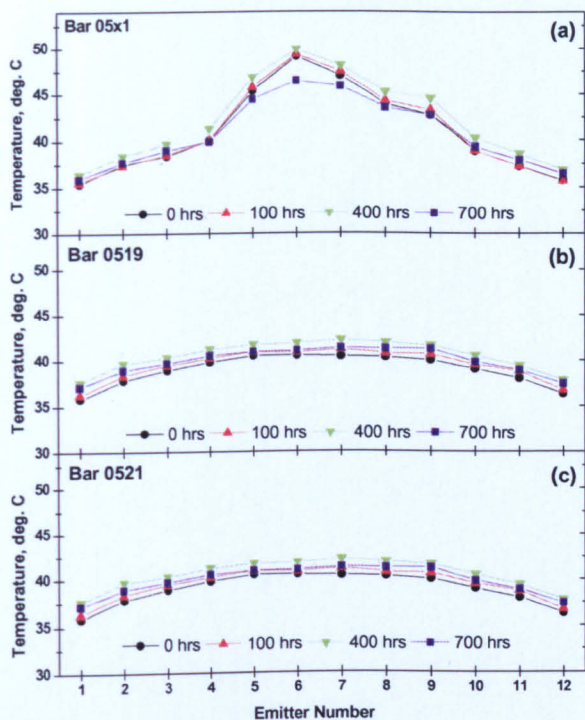 Bar 05x1
(a)
Temperature, deg. C
50
45
40
35
30
0 hrs 100 hrs 400 hrs 700 hrs
Bar 0519
(b)
Temperature, deg. C
50
45
40
35
30
0 hrs 100 hrs 400 hrs 700 hrs
Bar 0521
(c)
Temperature, deg. C
50
45
40
35
30
0 hrs 100 hrs 400 hrs 700 hrs
1 2 3 4 5 6 7 8 9 10 11 12
Emitter Number